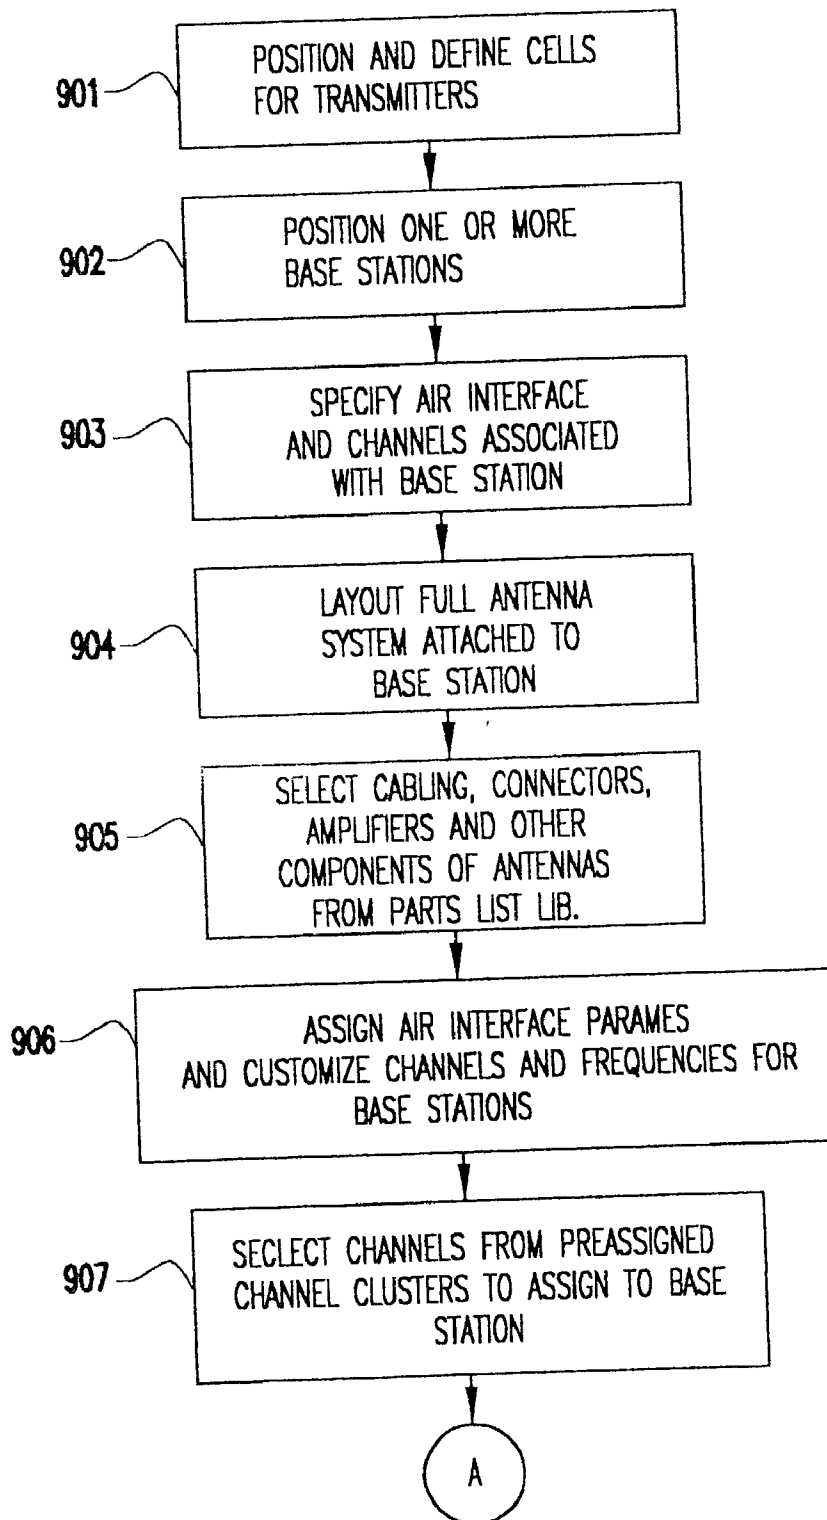 901
POSITION AND DEFINE CELLS
FOR TRANSMITTERS
902
POSITION ONE OR MORE
BASE STATIONS
903
SPECIFY AIR INTERFACE
AND CHANNELS ASSOCIATED
WITH BASE STATION
904
LAYOUT FULL ANTENNA
SYSTEM ATTACHED TO
BASE STATION
905
SELECT CABLING, CONNECTORS,
AMPLIFIERS AND OTHER
COMPONENTS OF ANTENNAS
FROM PARTS LIST LIB.
906
ASSIGN AIR INTERFACE PARAMES
AND CUSTOMIZE CHANNELS AND FREQUENCIES FOR
BASE STATIONS
907
SECLECT CHANNELS FROM PREASSIGNED
CHANNEL CLUSTERS TO ASSIGN TO BASE
STATION
A